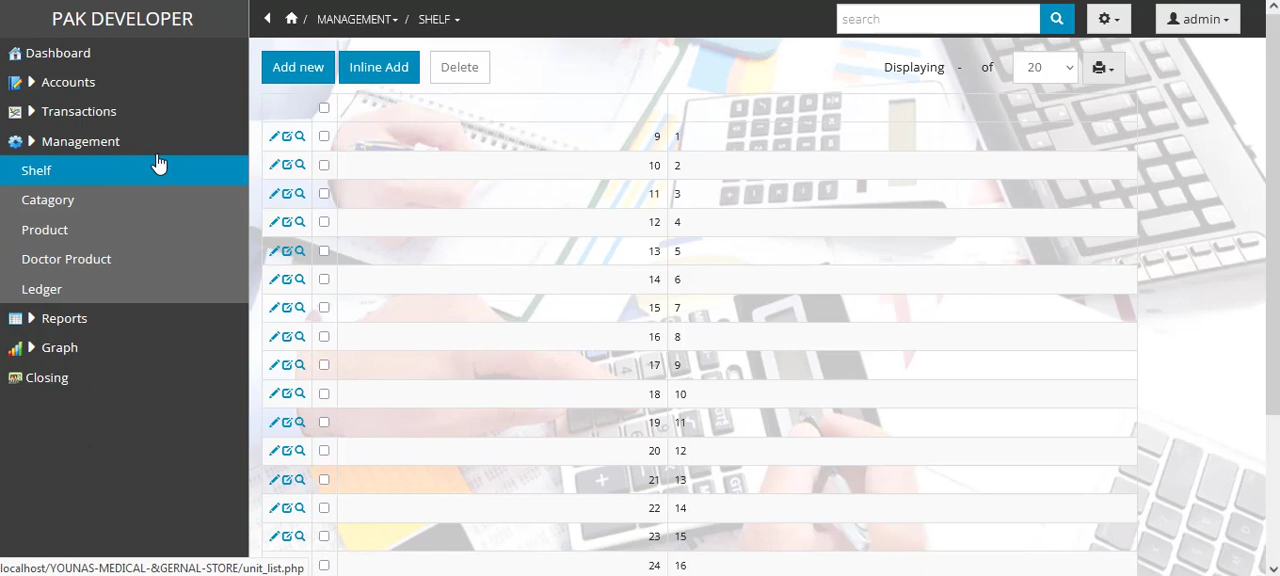 PAK DEVELOPER
/ MANAGEMENT / SHELF
search
admin
Dashboard
Accounts
Transactions
Management
Shelf
Catagory
Product
Doctor Product
Ledger
Reports
Graph
Closing
Add new Inline Add Delete
Displaying - of 20
9 1
10 2
11 3
12 4
13 5
14 6
15 7
16 8
17 9
18 10
19 11
20 12
21 13
22 14
23 15
24 16
localhost/YOUNAS-MEDICAL-&GERNAL-STORE/unit_list.php